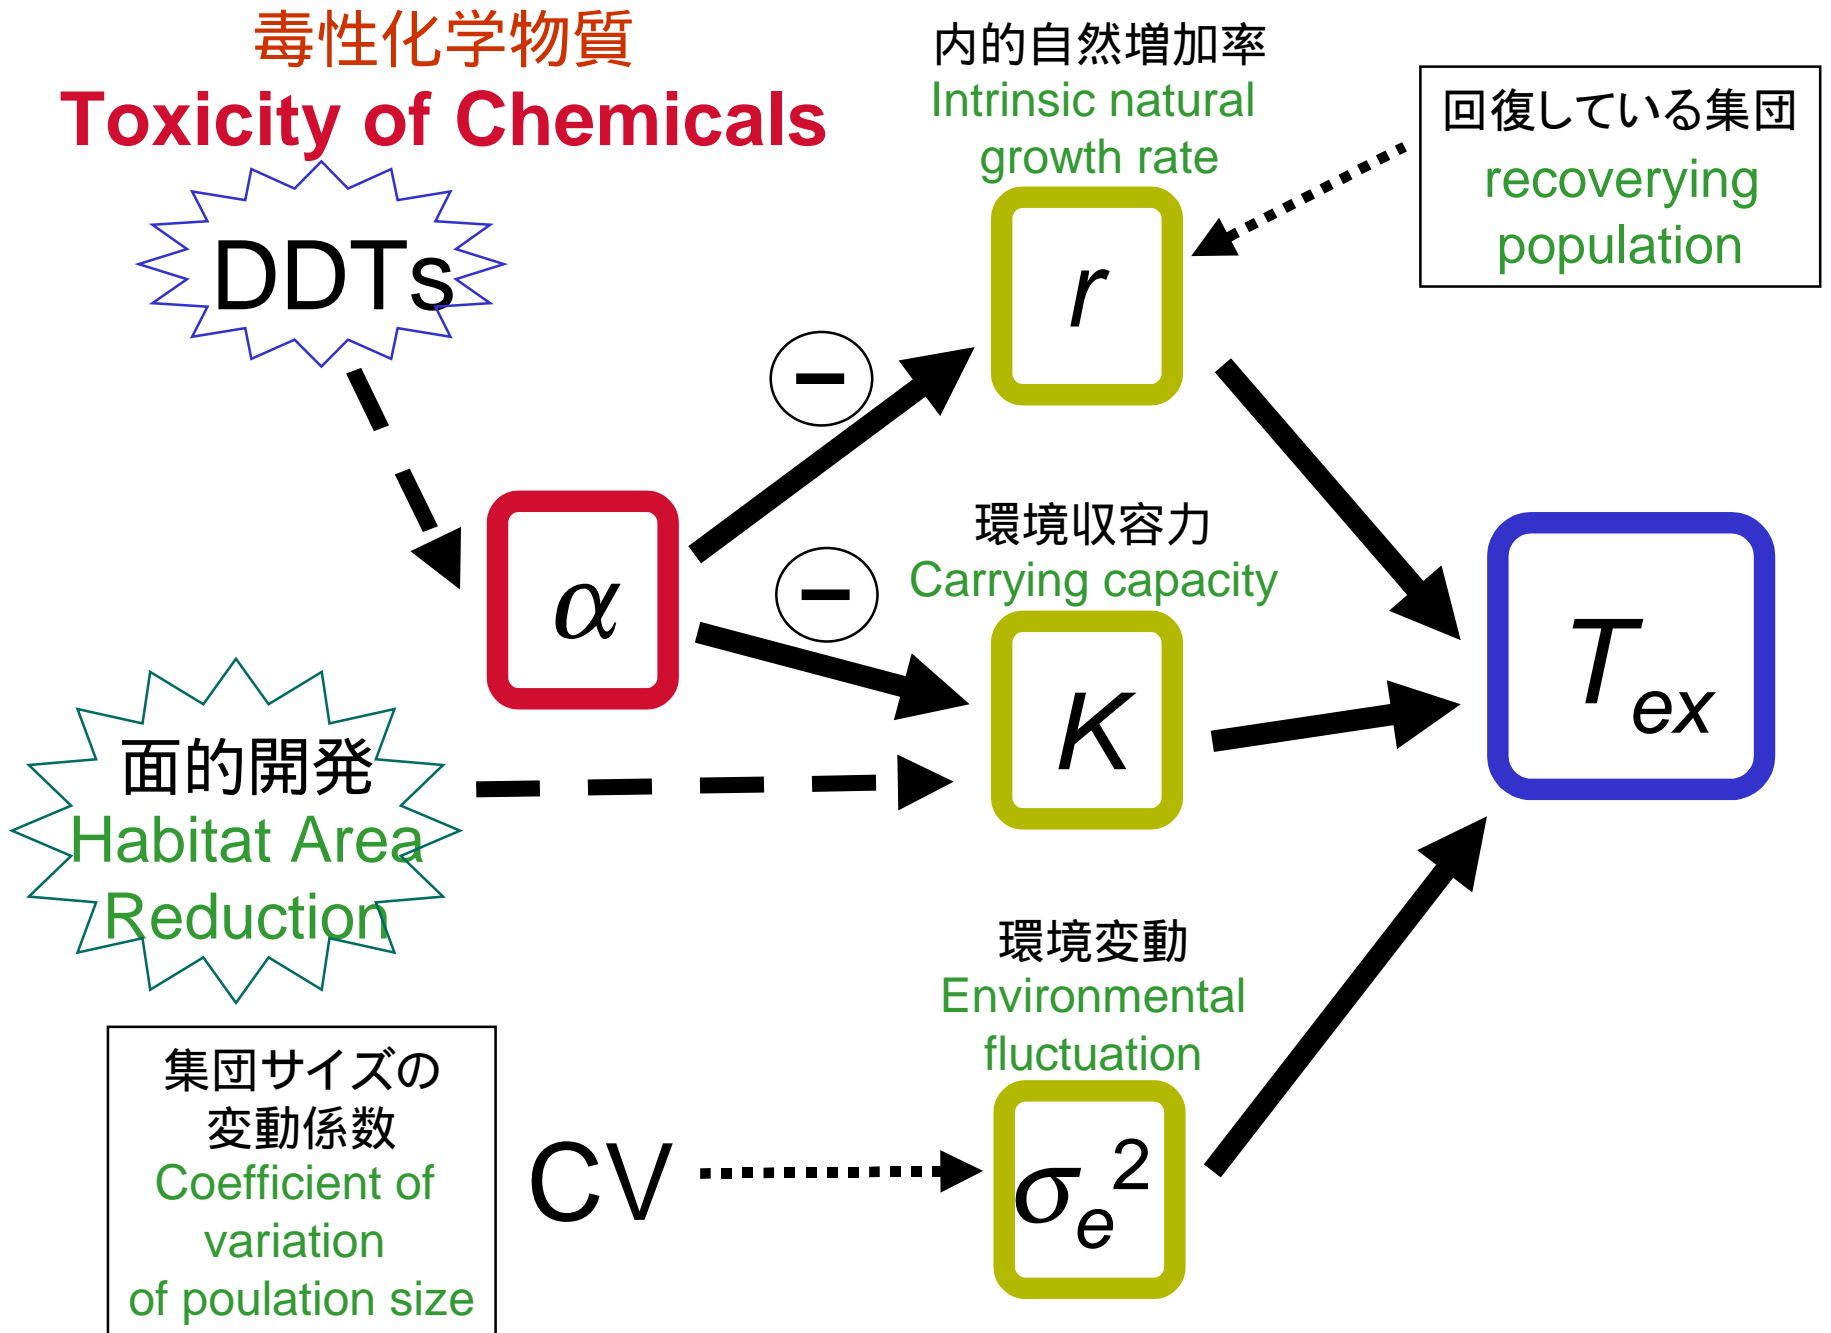 毒性化学物質
Toxicity of Chemicals
DDTs
内的自然増加率
Intrinsic natural
growth rate
r
回復している集団
recoverying
population
−
−
α
環境収容力
Carrying capacity
K
T ex
面的開発
Habitat Area
Reduction
環境変動
Environmental
fluctuation
σe2
集団サイズの
変動係数
Coefficient of
variation
of poulation size
CV